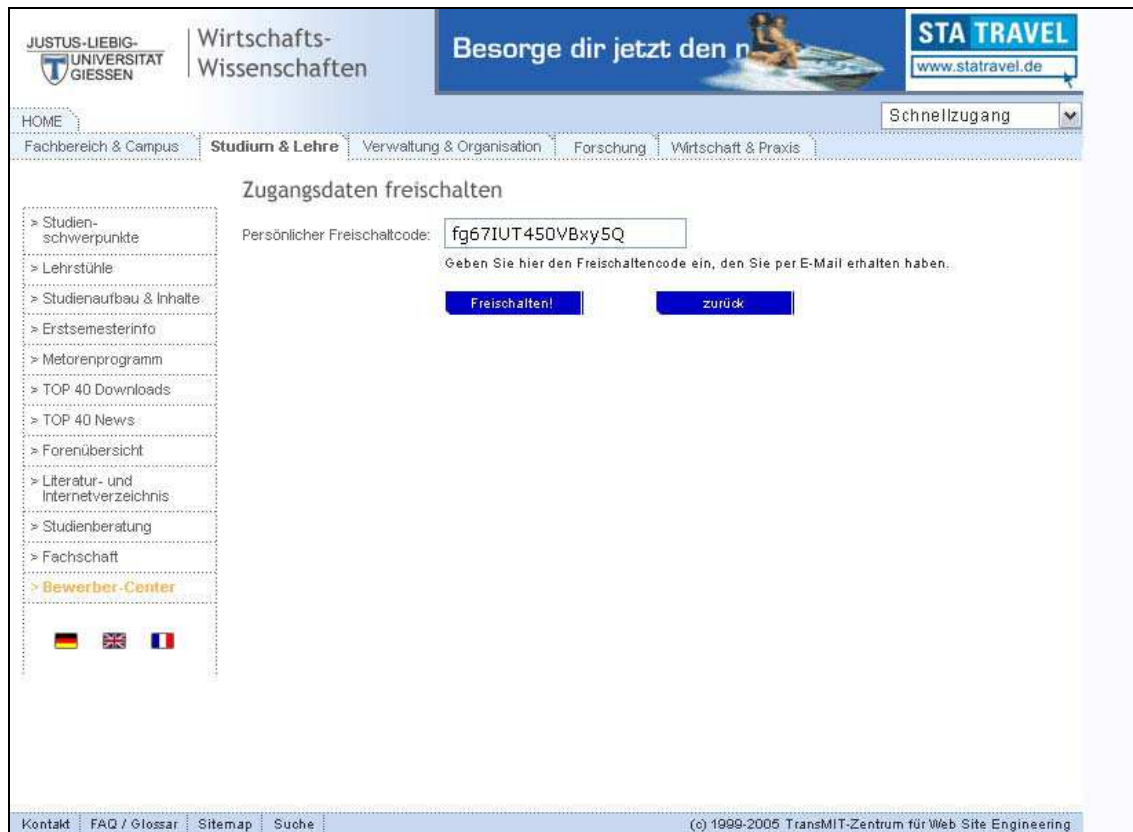 JUSTUS-LIEBIG-
UNIVERSITAT
GIESSEN
Wirtschafts-
Wissenschaften
Besorge dir jetzt den n
STA TRAVEL
www.statravel.de
HOME
Schnellzugang
Fachbereich & Campus
Studium & Lehre
Verwaltung & Organisation
Forschung
Wirtschaft & Praxis
Zugangsdaten freischalten
> Studien-
schwerpunkte
> Lehrstühle
> Studienaufbau & Inhalte
> Erstsemesterinfo
> Metorenprogramm
> TOP 40 Downloads
> TOP 40 News
> Forenübersicht
> Literatur- und
Internetverzeichnis
> Studienberatung
> Fachschaft
> Bewerber-Center
Persönlicher Freischaltcode:
fg67IUT450VBxy5Q
Geben Sie hier den Freischaltencode ein, den Sie per E-Mail erhalten haben.
Freischalten!
zurück
Kontakt
FAQ / Glossar
Sitemap
Suche
(c) 1999-2005 TransMIT-Zentrum für Web Site Engineering